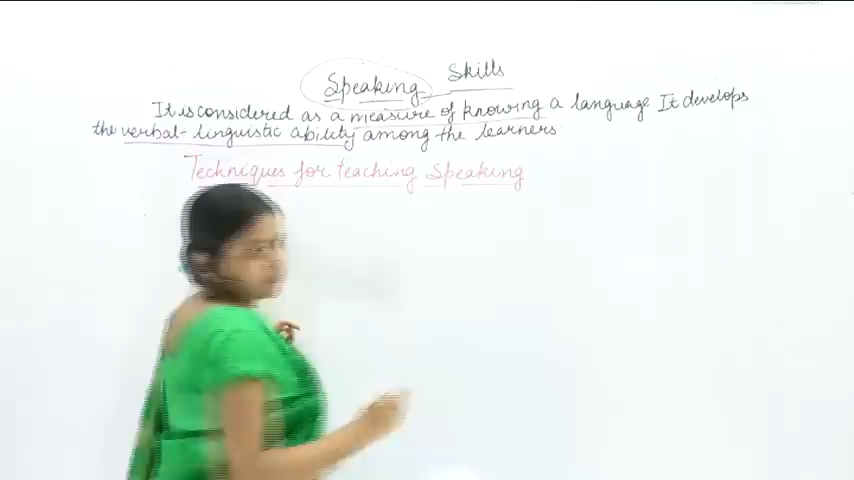 Speaking Skills
It is considered as a measure of knowing a language It develops
the verbal-linguistic ability among the learners
Techniques for teaching Speaking